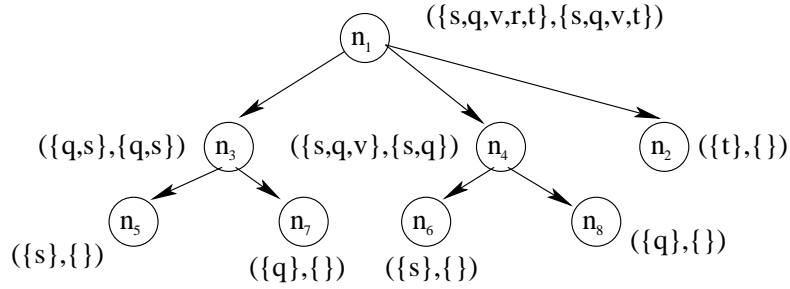 ({s,q,v,r,t},{s,q,v,t})
n1
({q,s},{q,s}) n3 ({s,q,v},{s,q}) n4 n2 ({t},{})
n5 n7 n6 n8
({s},{}) ({q},{}) ({s},{}) ({q},{})